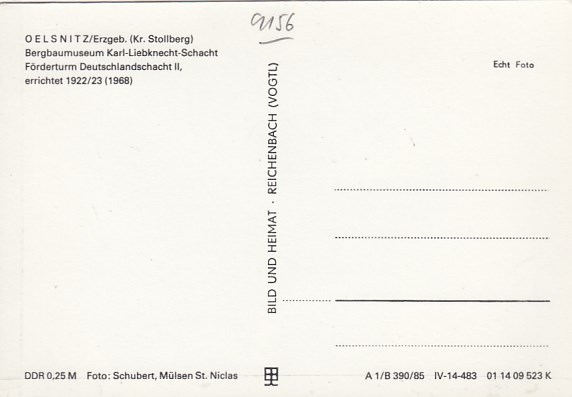 9156
OELSNITZ/Erzgeb. (Kr. Stollberg)
Bergbaumuseum Karl-Liebknecht-Schacht
Förderturm Deutschlandschacht II,
errichtet 1922/23 (1968)
Echt Foto
BILD UND HEIMAT · REICHENBACH (VOGTL)
DDR 0,25 M Foto: Schubert, Mülsen St. Niclas
A 1/B 390/85 IV-14-483 01 14 09 523 K